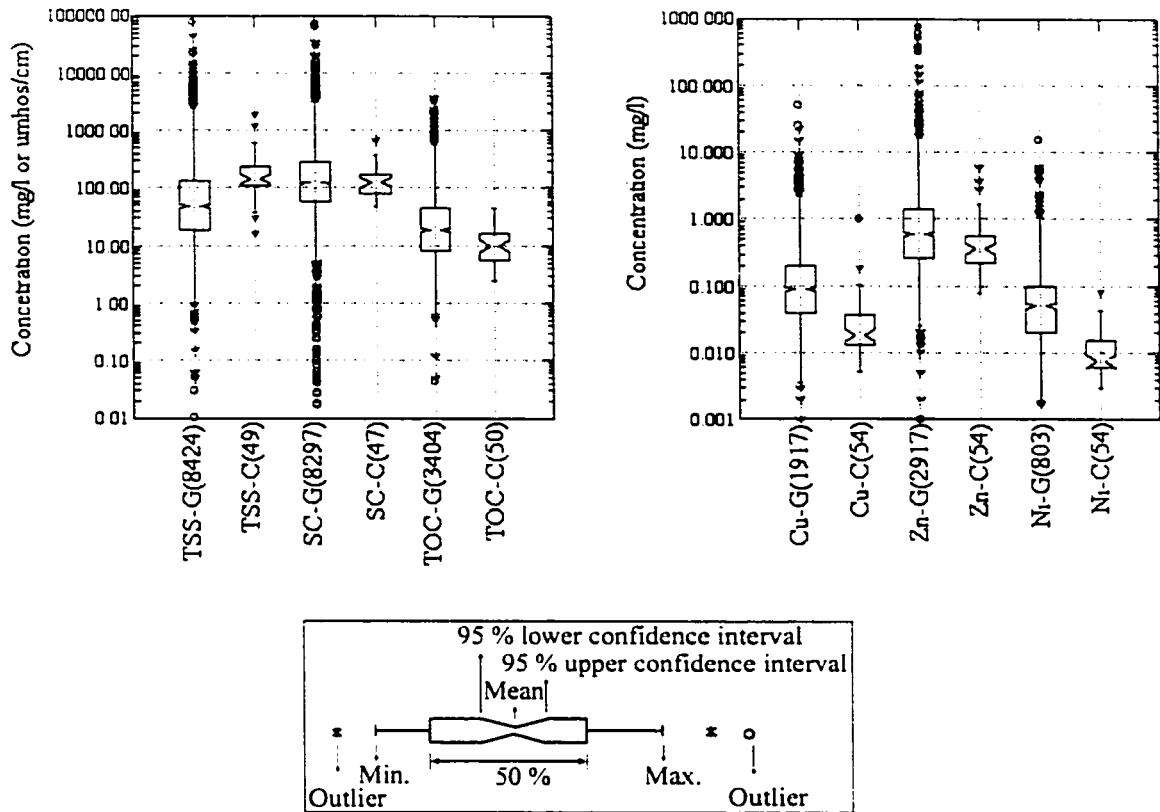 Concetration (mg/l or umhos/cm)
100000 00
10000 00
1000 00
100.00
10.00
1 00
0.10
0.01
TSS-G(8424)
TSS-C(49)
SC-G(8297)
SC-C(47)
TOC-G(3404)
TOC-C(50)
Concentration (mg/l)
1000 000
100.000
10.000
1.000
0.100
0.010
0.001
Cu-G(1917)
Cu-C(54)
Zn-G(2917)
Zn-C(54)
Ni-G(803)
Ni-C(54)
95 % lower confidence interval
95 % upper confidence interval
Mean
Min.
50 %
Max.
Outlier
Outlier